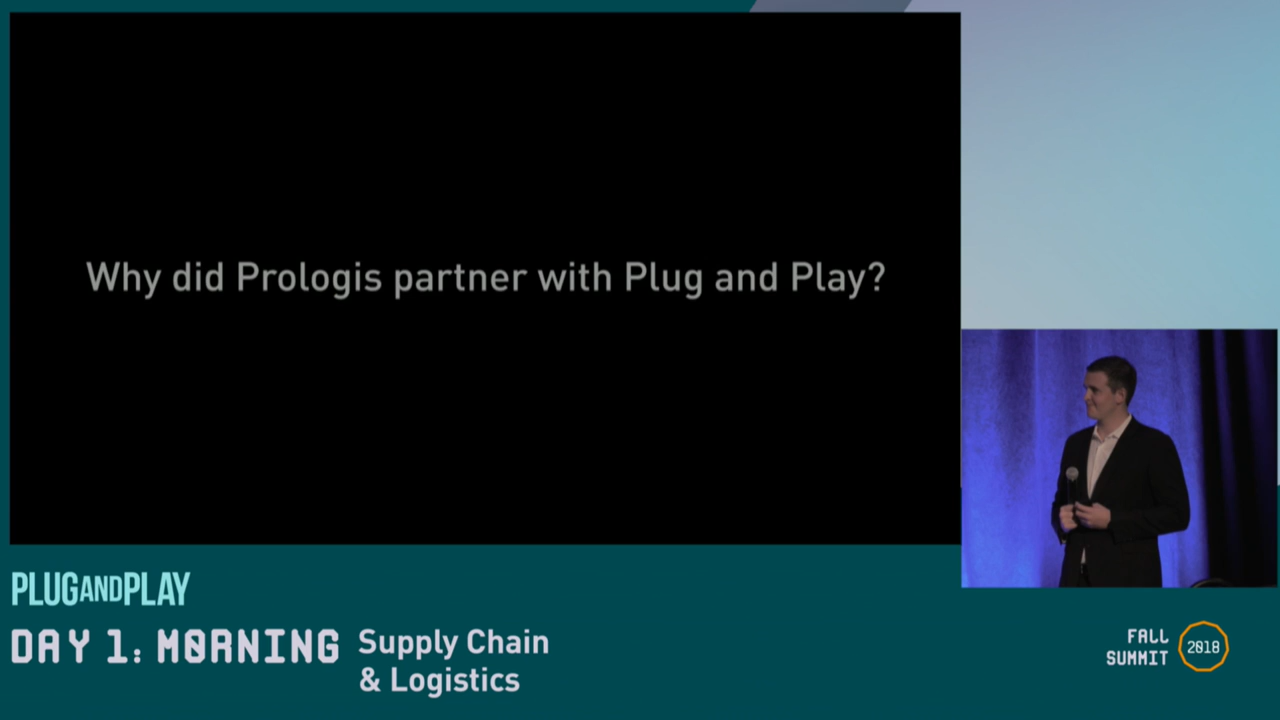 Why did Prologis partner with Plug and Play?
PLUGANDPLAY
DAY 1: MORNING
Supply Chain
& Logistics
FALL
SUMMIT
2018